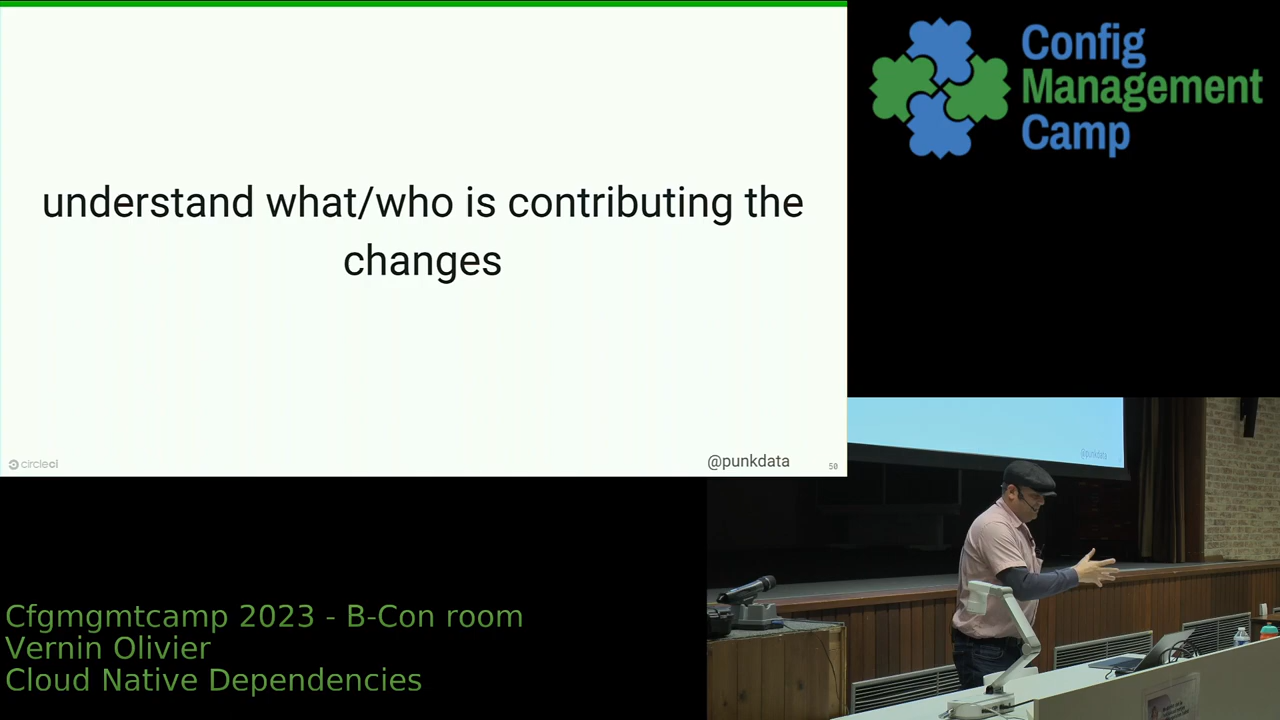 understand what/who is contributing the
changes
circleci
@punkdata
50
Config
Management
Camp
@punkdata
Cfgmgmtcamp 2023 - B-Con room
Vernin Olivier
Cloud Native Dependencies